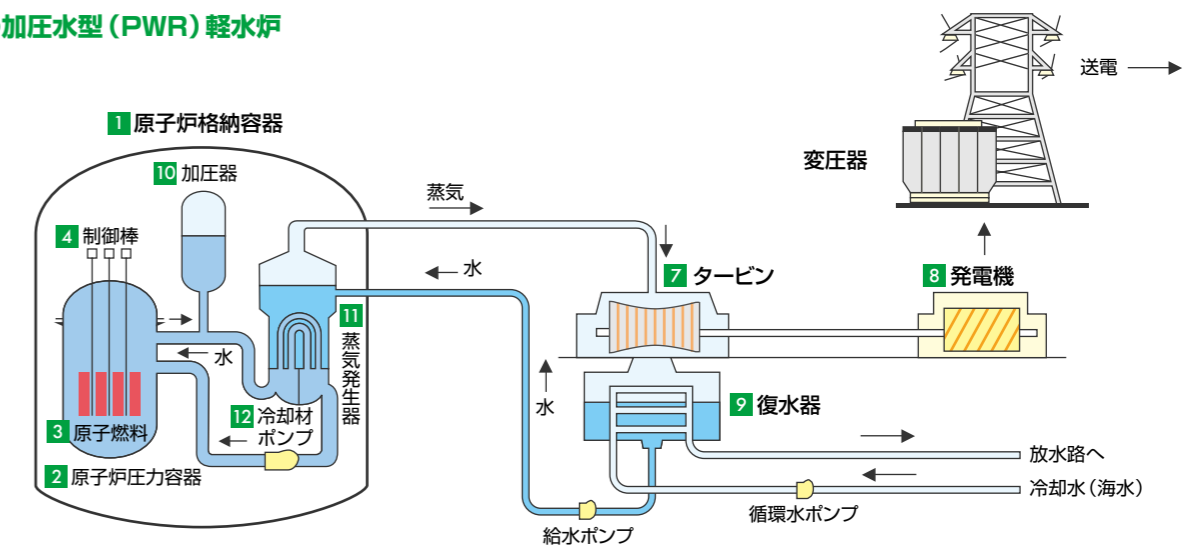 加圧水型（PWR）軽水炉
送電
1 原子炉格納容器
変圧器
10 加圧器
蒸気
4 制御棒
水
7 タービン
8 発電機
11 蒸気発生器
水
水
9 復水器
12 冷却材
ポンプ
3 原子燃料
2 原子炉圧力容器
放水路へ
冷却水（海水）
循環水ポンプ
給水ポンプ